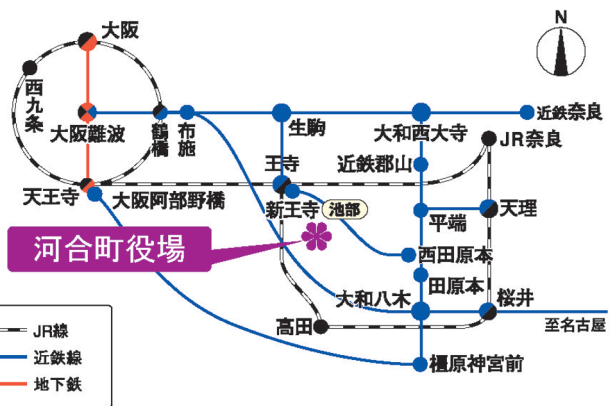 大阪
N
西九条
大阪難波
鶴橋
布施
生駒
大和西大寺
近鉄奈良
JR奈良
王寺
近鉄郡山
天王寺
大阪阿部野橋
新王寺
池部
平端
天理
河合町役場
西田原本
田原本
大和八木
桜井
高田
至名古屋
橿原神宮前
JR線
近鉄線
地下鉄